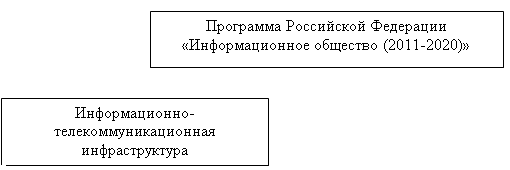 Программа Российской Федерации
«Информационное общество (2011-2020)»
Информационно-
телекоммуникационная
инфраструктура